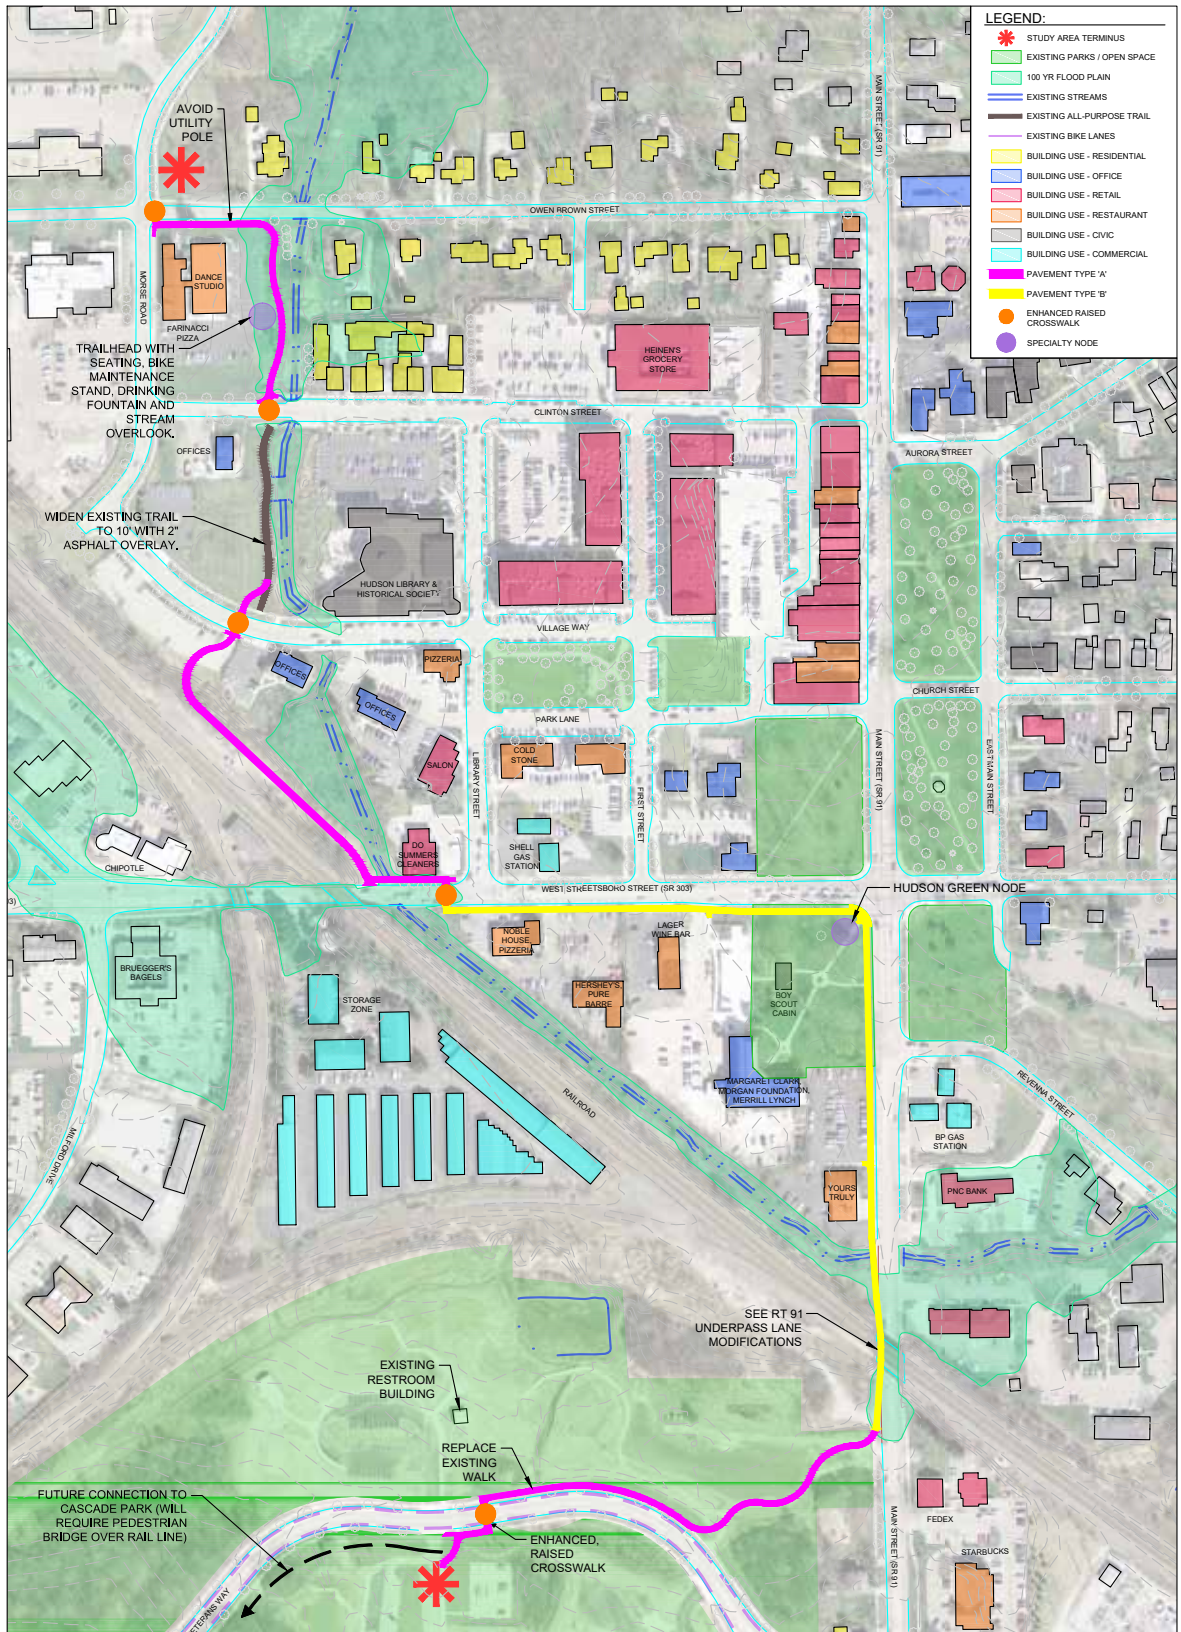 LEGEND:
STUDY AREA TERMINUS
EXISTING PARKS / OPEN SPACE
100 YR FLOOD PLAIN
EXISTING STREAMS
EXISTING ALL-PURPOSE TRAIL
EXISTING BIKE LANES
BUILDING USE - RESIDENTIAL
BUILDING USE - OFFICE
BUILDING USE - RETAIL
BUILDING USE - RESTAURANT
BUILDING USE - CIVIC
BUILDING USE - COMMERCIAL
PAVEMENT TYPE 'A'
PAVEMENT TYPE 'B'
ENHANCED RAISED
CROSSWALK
SPECIALTY NODE
MAIN STREET (SR 91)
AVOID
UTILITY
POLE
OWEN BROWN STREET
MORSE ROAD
DANCE
STUDIO
FARINACCI
PIZZA
TRAILHEAD WITH
SEATING, BIKE
MAINTENANCE
STAND, DRINKING
FOUNTAIN AND
STREAM
OVERLOOK.
HEINEN'S
GROCERY
STORE
CLINTON STREET
OFFICES
AURORA STREET
WIDEN EXISTING TRAIL
TO 10' WITH 2"
ASPHALT OVERLAY.
HUDSON LIBRARY &
HISTORICAL SOCIETY
VILLAGE WAY
OFFICES
PIZZERIA
OFFICES
CHURCH STREET
PARK LANE
SALON
LIBRARY STREET
COLD
STONE
FIRST STREET
MAIN STREET (SR 91)
EAST MAIN STREET
DO
SUMMERS
CLEANERS
SHELL
GAS
STATION
CHIPOTLE
WEST STREETSBORO STREET (SR 303)
HUDSON GREEN NODE
03)
NOBLE
HOUSE
PIZZERIA
LAGER
WINE BAR
BRUEGGER'S
BAGELS
STORAGE
ZONE
HERSHEY'S,
PURE
BARRE
BOY
SCOUT
CABIN
RAILROAD
MARGARET CLARK
MORGAN FOUNDATION,
MERRILL LYNCH
REVENNA STREET
MILFORD DRIVE
BP GAS
STATION
YOURS
TRULY
PNC BANK
SEE RT 91
UNDERPASS LANE
MODIFICATIONS
EXISTING
RESTROOM
BUILDING
REPLACE
EXISTING
WALK
FUTURE CONNECTION TO
CASCADE PARK (WILL
REQUIRE PEDESTRIAN
BRIDGE OVER RAIL LINE)
ENHANCED,
RAISED
CROSSWALK
FEDEX
STARBUCKS
MAIN STREET (SR 91)
ETERANS WAY